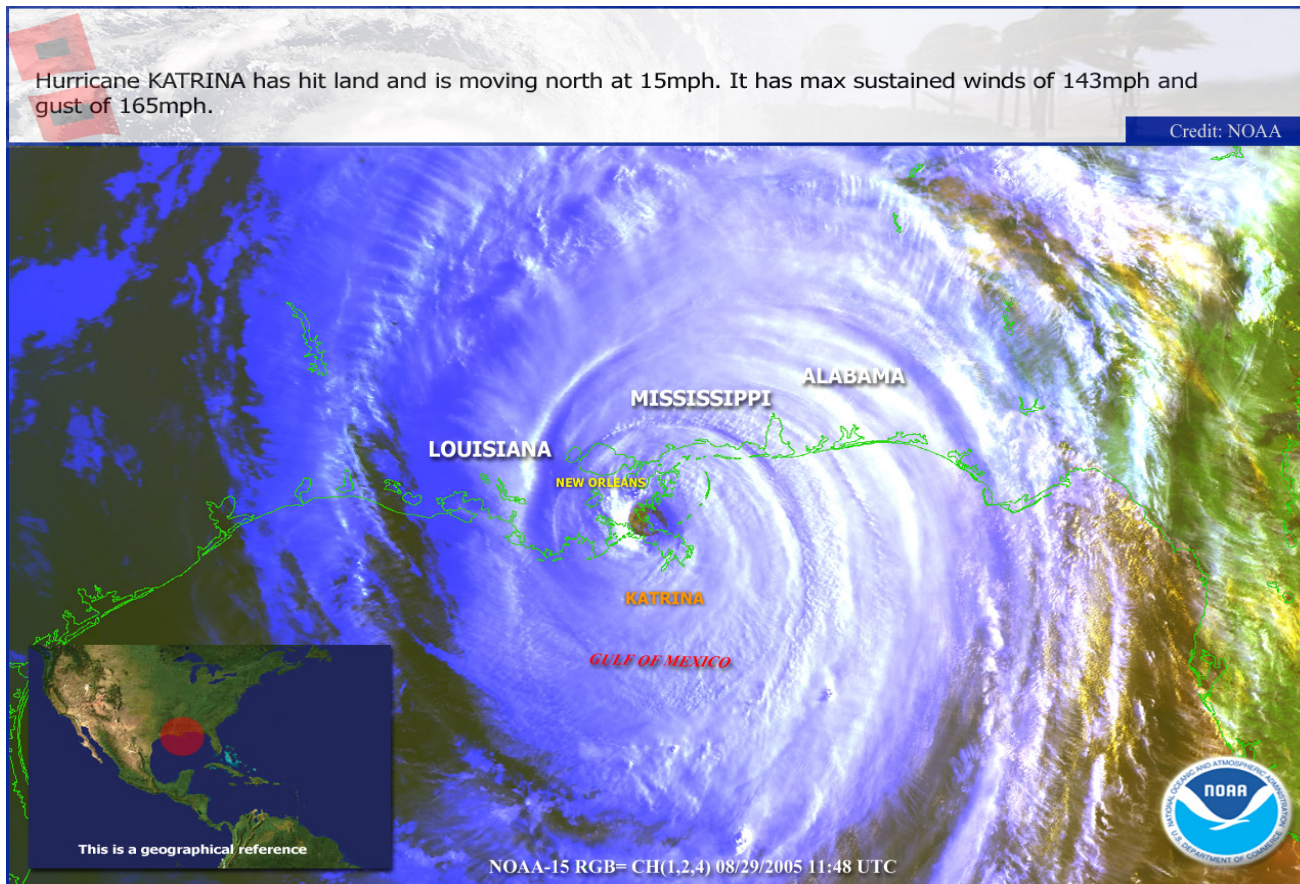 Hurricane KATRINA has hit land and is moving north at 15mph. It has max sustained winds of 143mph and
gust of 165mph.
Credit: NOAA
ALABAMA
MISSISSIPPI
LOUISIANA
NEW ORLEANS
KATRINA
GULF OF MEXICO
This is a geographical reference
NOAA-15 RGB= CH(1,2,4) 08/29/2005 11:48 UTC
NATIONAL OCEANIC AND ATMOSPHERIC ADMINISTRATION
NOAA
U.S. DEPARTMENT OF COMMERCE